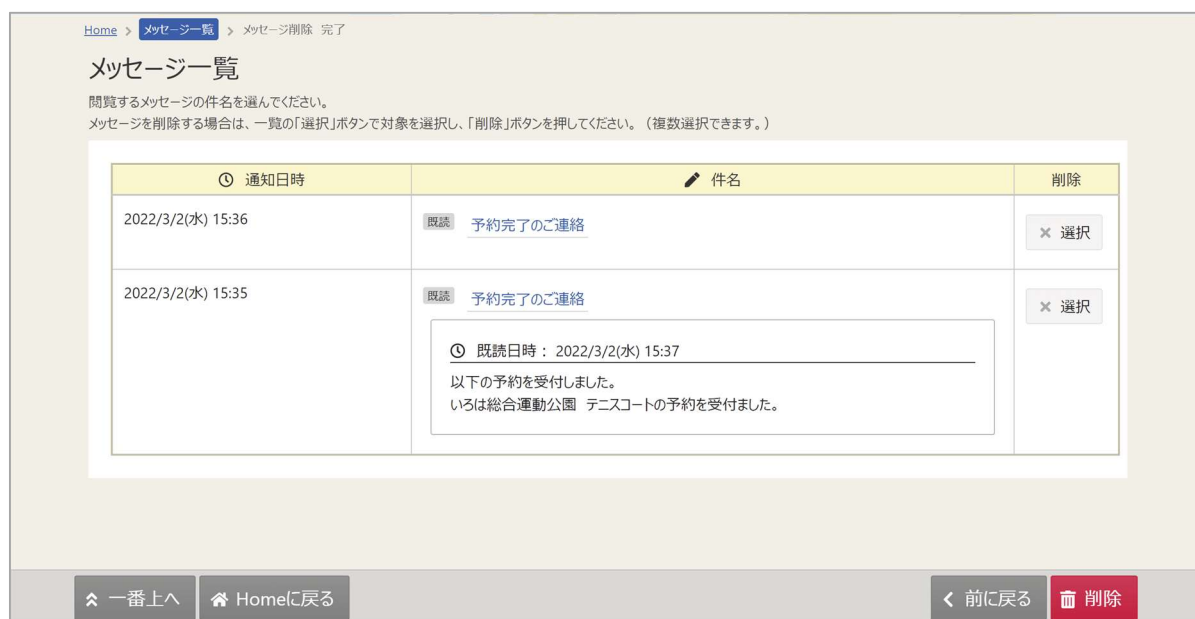 Home > メッセージ一覧 > メッセージ削除 完了
メッセージ一覧
閲覧するメッセージの件名を選んでください。
メッセージを削除する場合は、一覧の「選択」ボタンで対象を選択し、「削除」ボタンを押してください。（複数選択できます。）
通知日時 件名 削除
2022/3/2(水) 15:36 既読 予約完了のご連絡 × 選択
2022/3/2(水) 15:35 既読 予約完了のご連絡 × 選択
既読日時： 2022/3/2(水) 15:37
以下の予約を受付しました。
いろは総合運動公園 テニスコートの予約を受付ました。
一番上へ Homeに戻る 前に戻る 削除